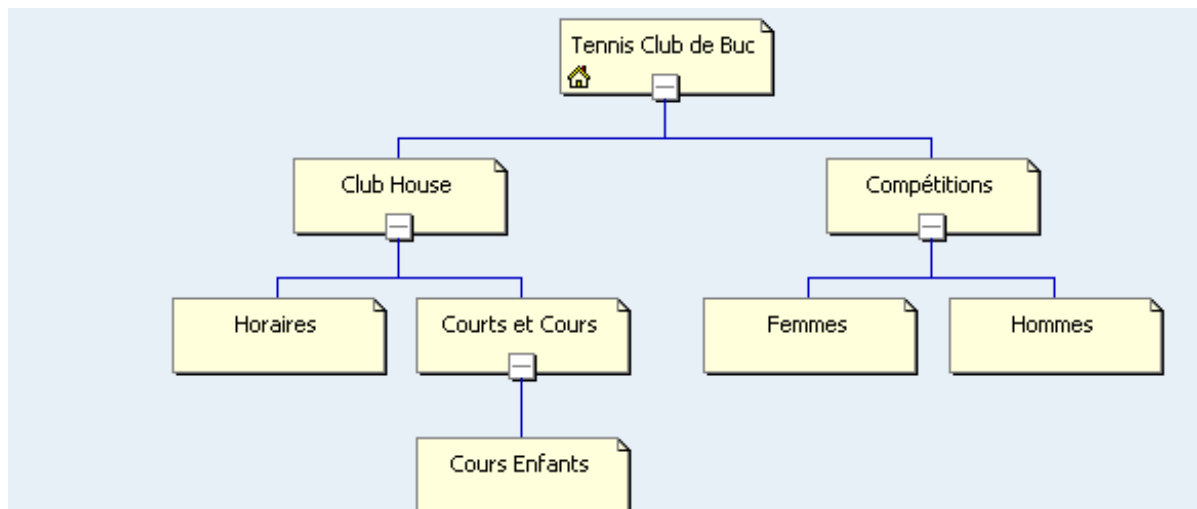 Tennis Club de Buc
Club House
Compétitions
Horaires
Courts et Cours
Femmes
Hommes
Cours Enfants